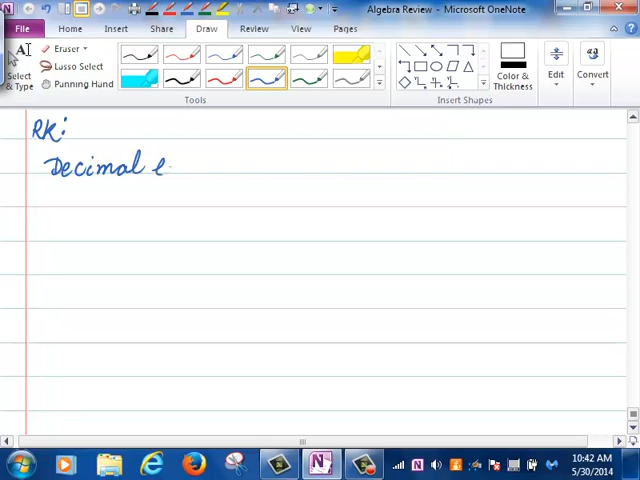 Algebra Review - Microsoft OneNote
File Home Insert Share Draw Review View Pages
Select & Type
Eraser
Lasso Select
Panning Hand
Color & Thickness
Edit
Convert
Tools
Insert Shapes
RK:
Decimal e
10:42 AM
5/30/2014